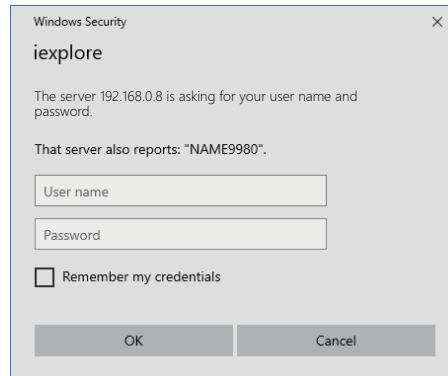 Windows Security
iexplore
The server 192.168.0.8 is asking for your user name and
password.
That server also reports: "NAME9980".
User name
Password
Remember my credentials
OK
Cancel